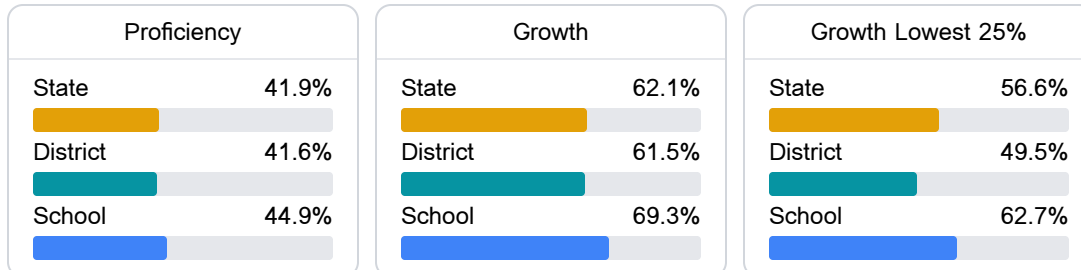 Proficiency
State 41.9%
District 41.6%
School 44.9%
Growth
State 62.1%
District 61.5%
School 69.3%
Growth Lowest 25%
State 56.6%
District 49.5%
School 62.7%